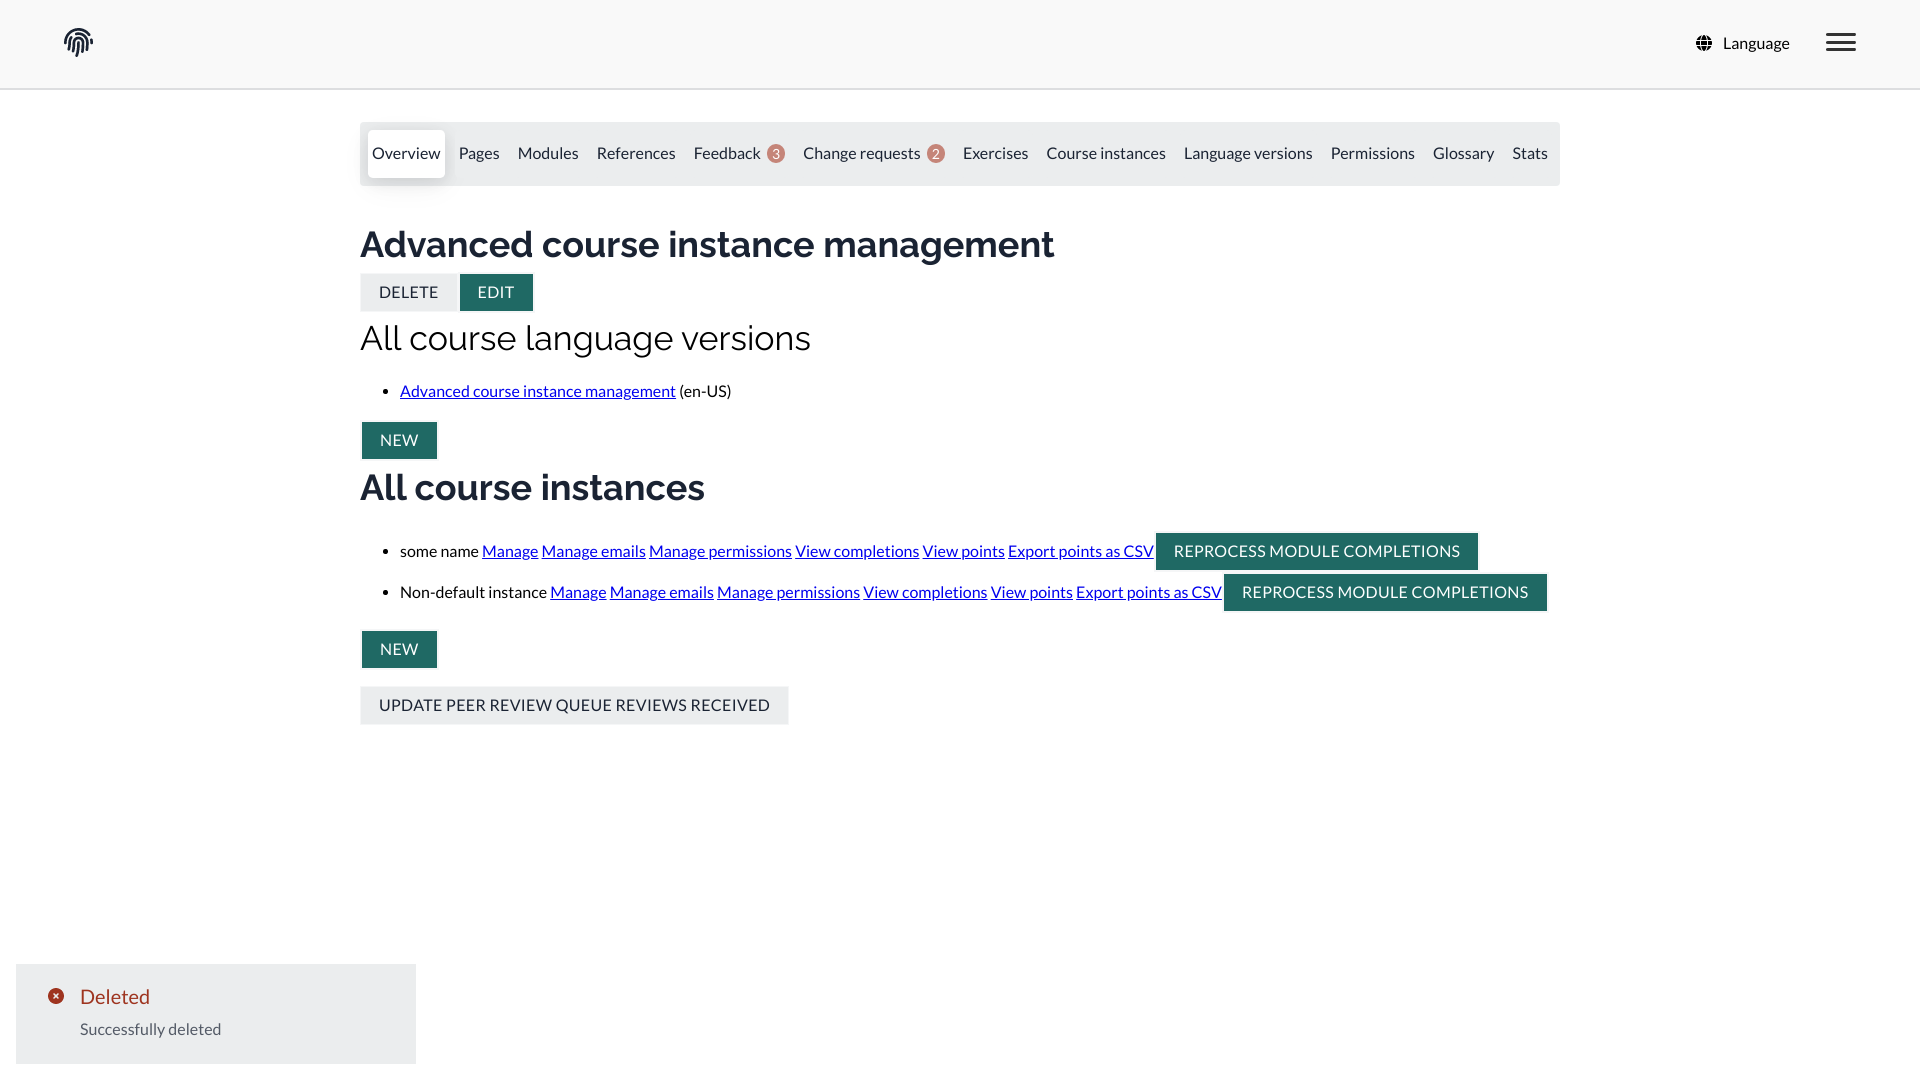 Language
Overview Pages Modules References Feedback 3 Change requests 2 Exercises Course instances Language versions Permissions Glossary Stats
Advanced course instance management
DELETE EDIT
All course language versions
Advanced course instance management (en-US)
NEW
All course instances
some name Manage Manage emails Manage permissions View completions View points Export points as CSV REPROCESS MODULE COMPLETIONS
Non-default instance Manage Manage emails Manage permissions View completions View points Export points as CSV REPROCESS MODULE COMPLETIONS
NEW
UPDATE PEER REVIEW QUEUE REVIEWS RECEIVED
Deleted
Successfully deleted